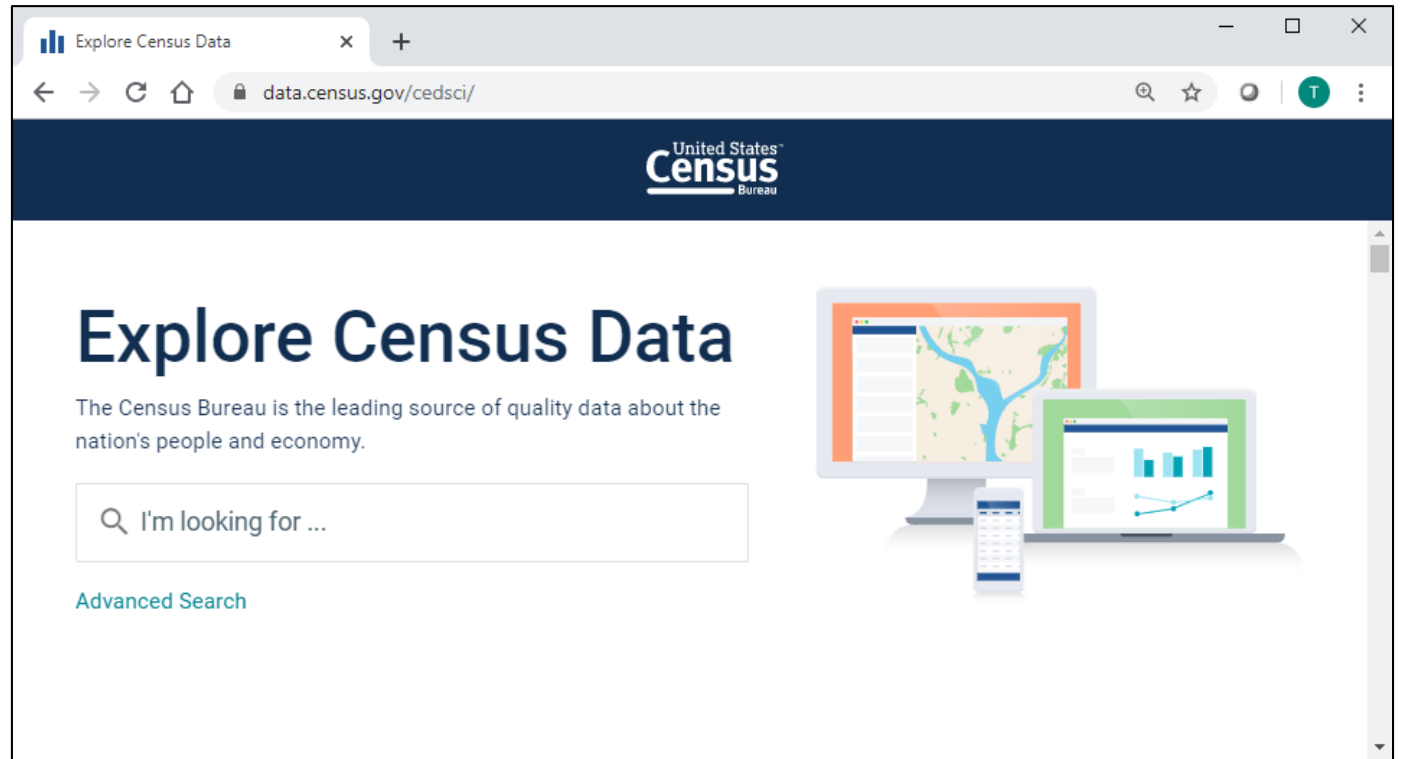 Explore Census Data
data.census.gov/cedsci/
T
United States™
Census
Bureau
Explore Census Data
The Census Bureau is the leading source of quality data about the
nation's people and economy.
I'm looking for ...
Advanced Search